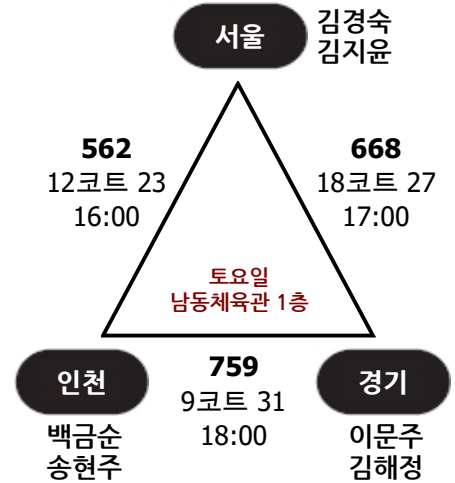 서울
김경숙
김지윤
562
12코트 23
16:00
668
18코트 27
17:00
토요일
남동체육관 1층
인천
백금순
송현주
759
9코트 31
18:00
경기
이문주
김해정